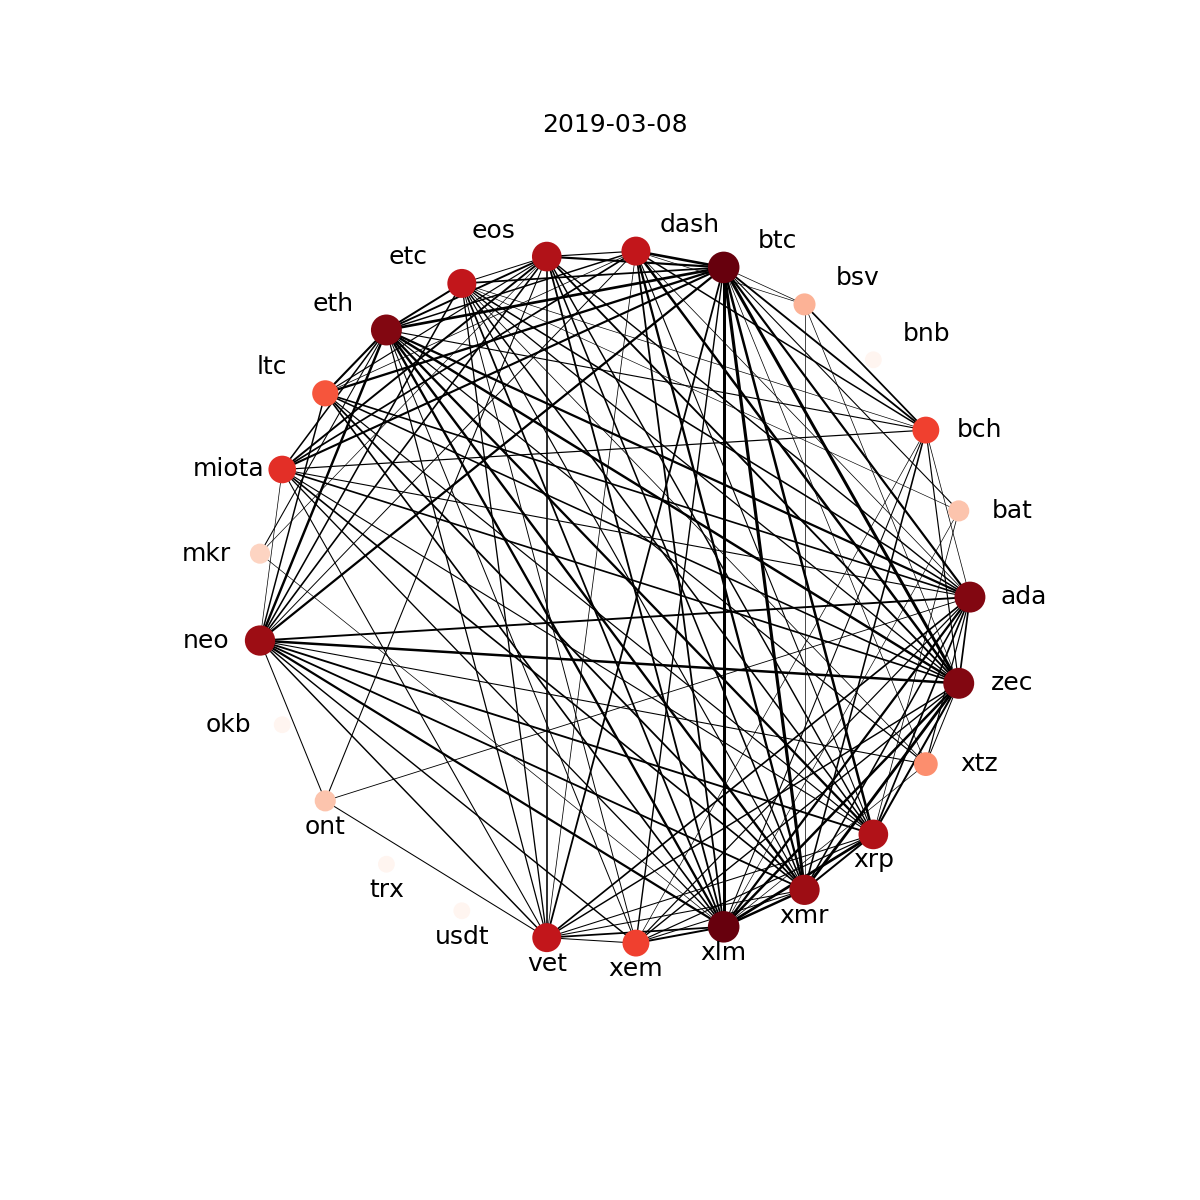 2019-03-08
dash
eos
btc
etc
bsv
eth
bnb
ltc
bch
miota
bat
mkr
ada
neo
zec
okb
xtz
ont
xrp
trx
xmr
usdt
xlm
vet
xem